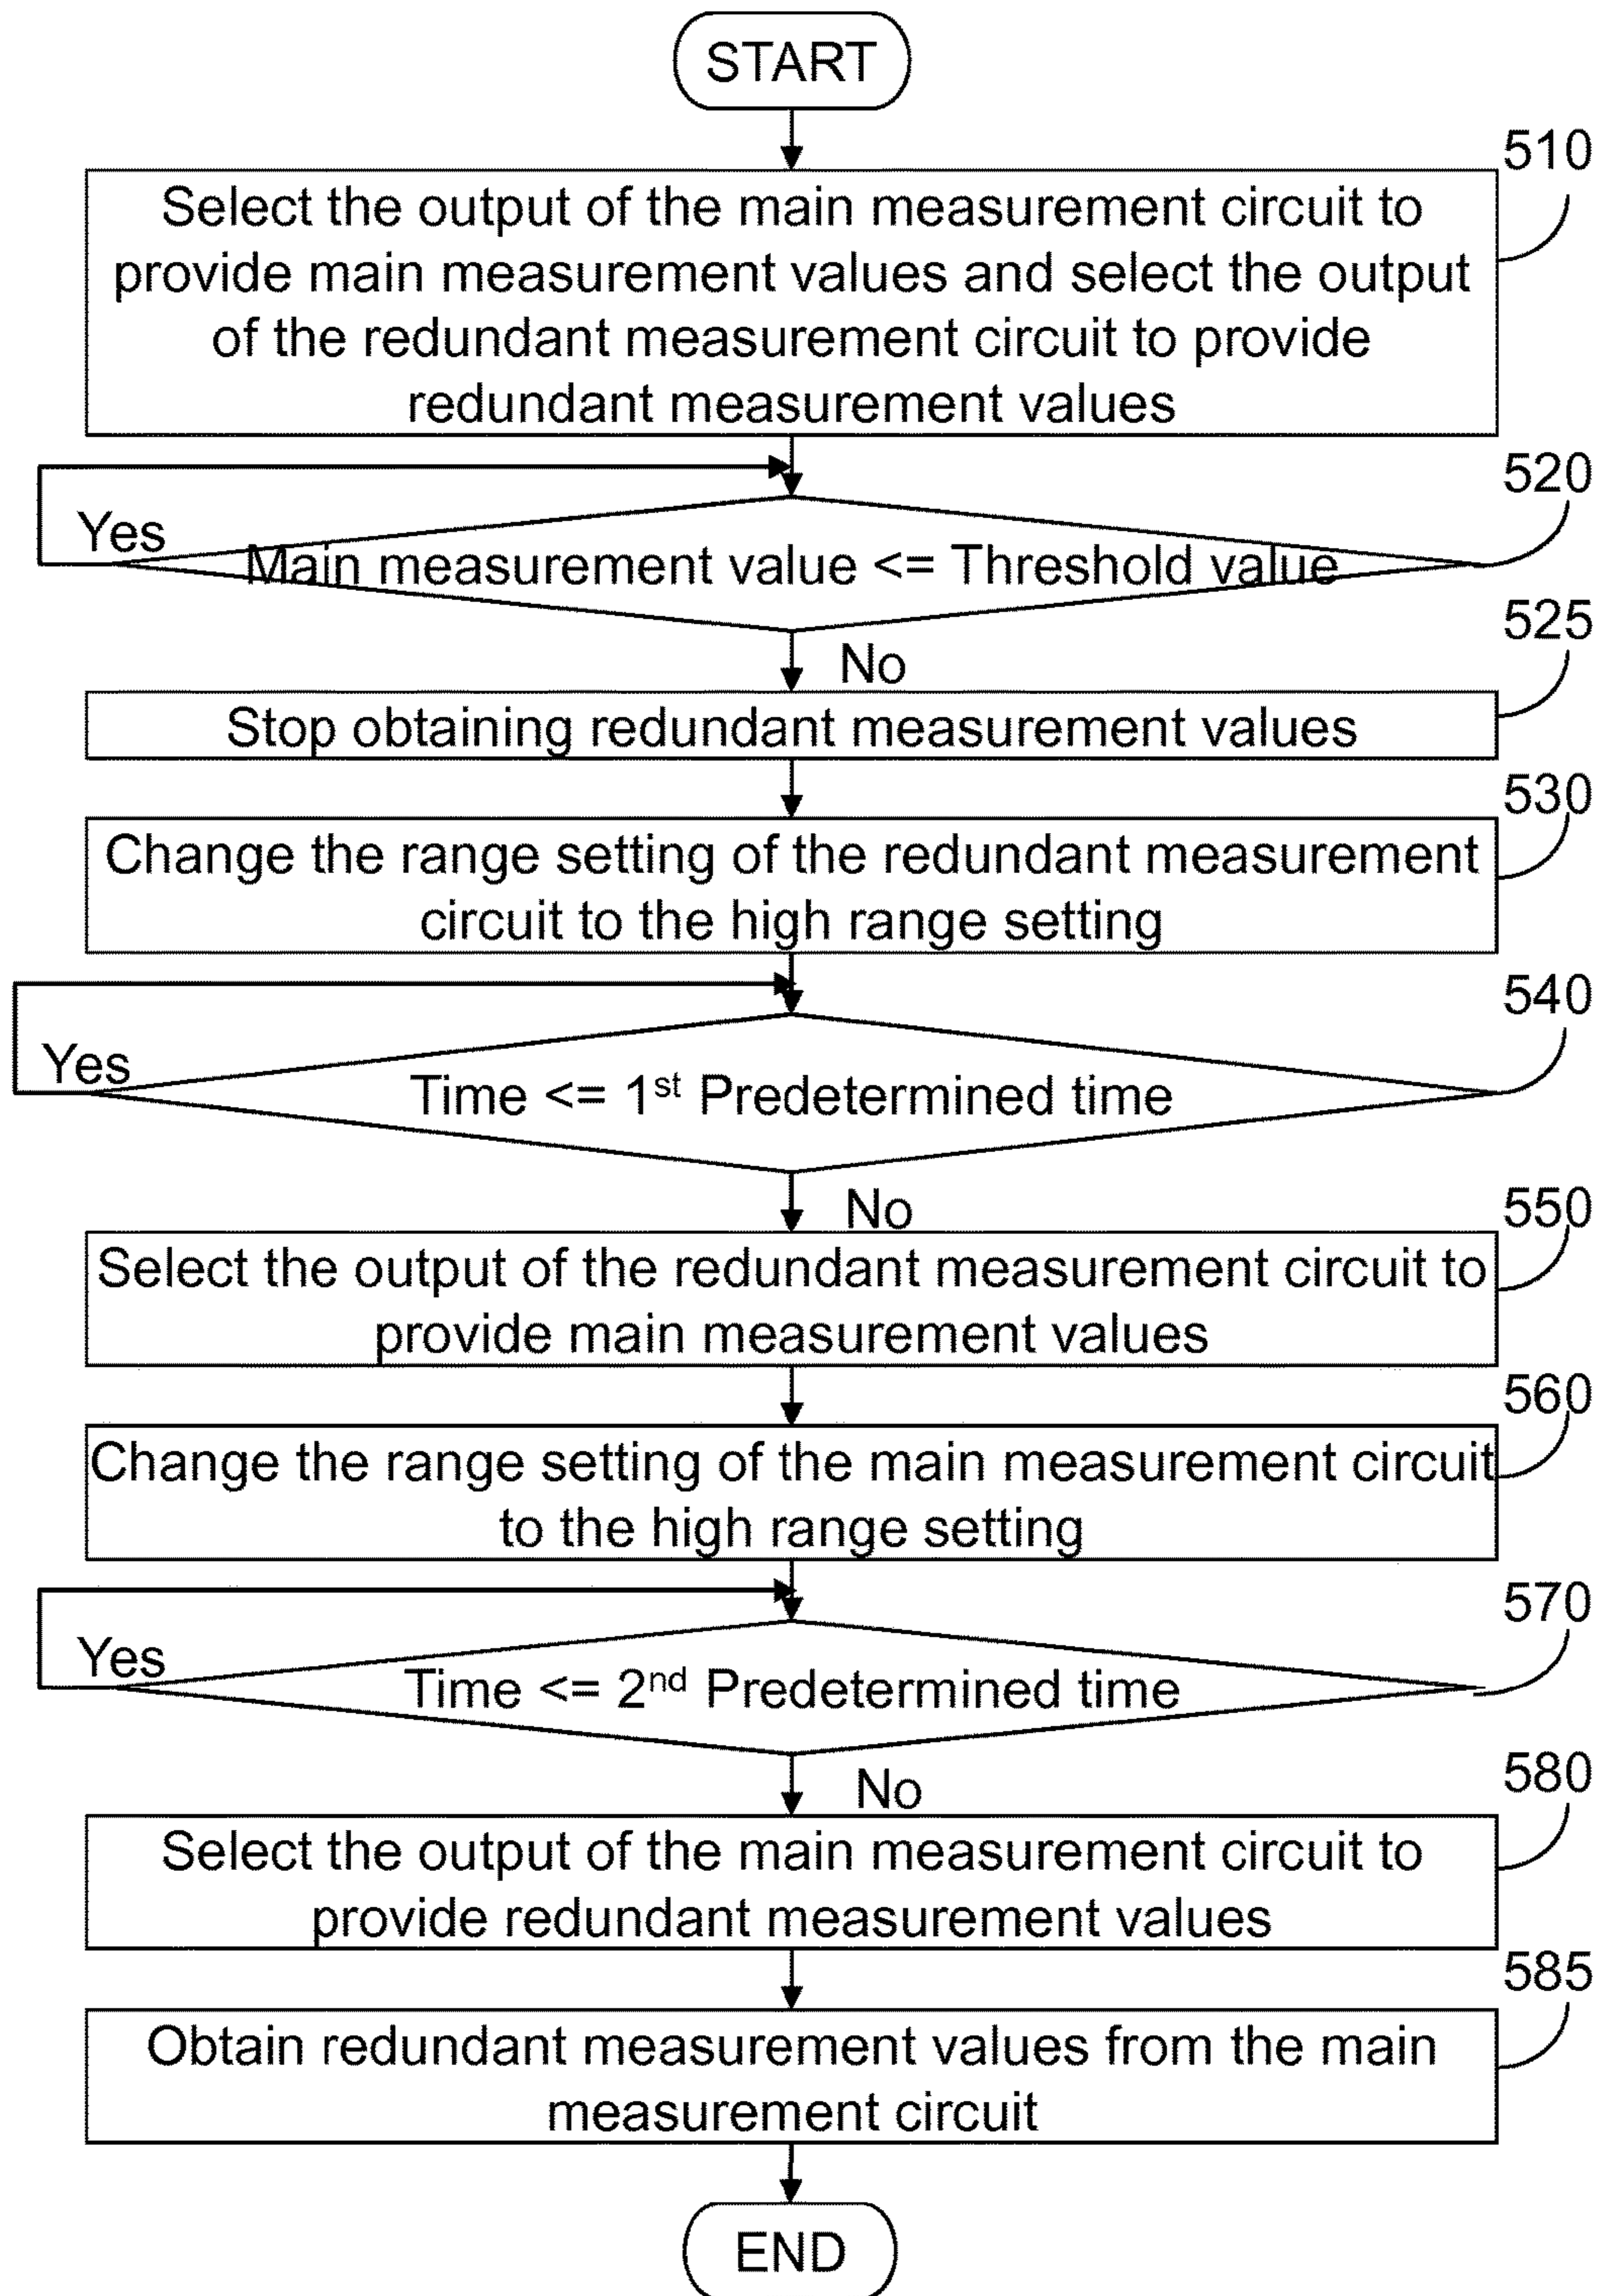 START
510
Select the output of the main measurement circuit to
provide main measurement values and select the output
of the redundant measurement circuit to provide
redundant measurement values
520
Yes
Main measurement value <= Threshold value
525
No
Stop obtaining redundant measurement values
530
Change the range setting of the redundant measurement
circuit to the high range setting
540
Yes
Time <= 1st Predetermined time
No
550
Select the output of the redundant measurement circuit to
provide main measurement values
560
Change the range setting of the main measurement circuit
to the high range setting
570
Yes
Time <= 2nd Predetermined time
580
No
Select the output of the main measurement circuit to
provide redundant measurement values
585
Obtain redundant measurement values from the main
measurement circuit
END